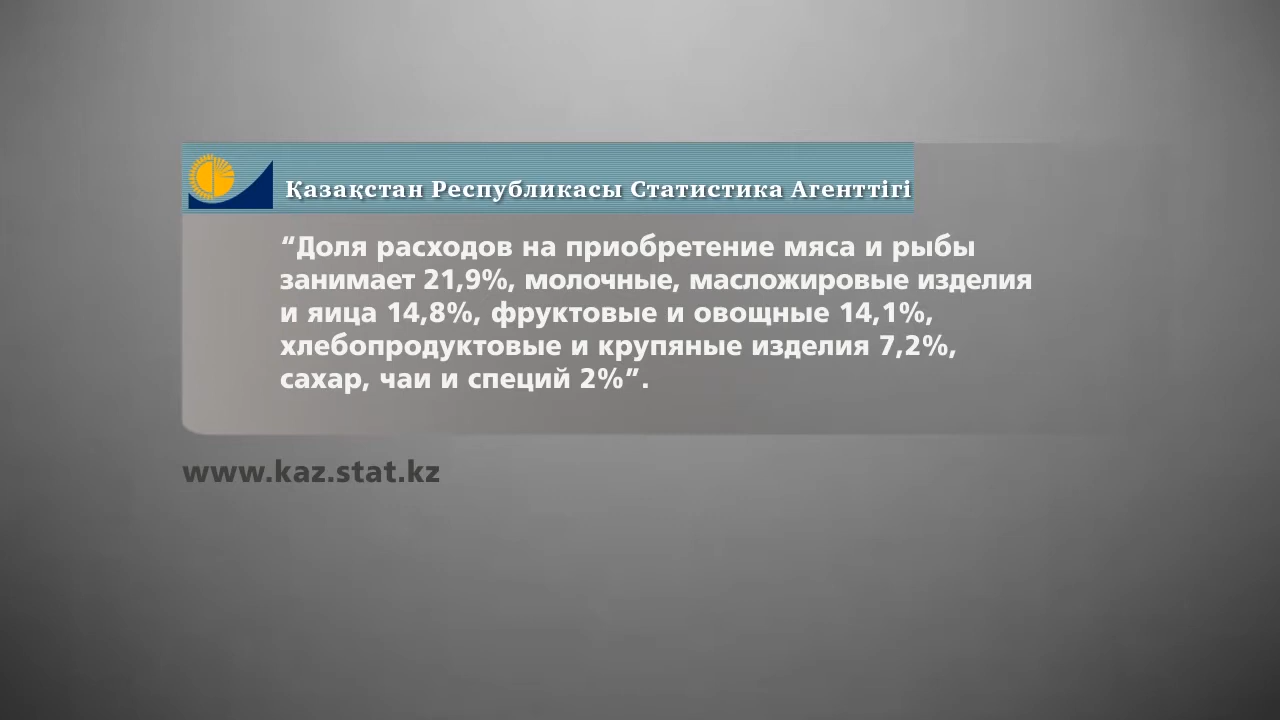 Қазақстан Республикасы Статистика Агенттігі
“Доля расходов на приобретение мяса и рыбы
занимает 21,9%, молочные, масложировые изделия
и яица 14,8%, фруктовые и овощные 14,1%,
хлебопродуктовые и крупяные изделия 7,2%,
сахар, чаи и специй 2%”.
www.kaz.stat.kz